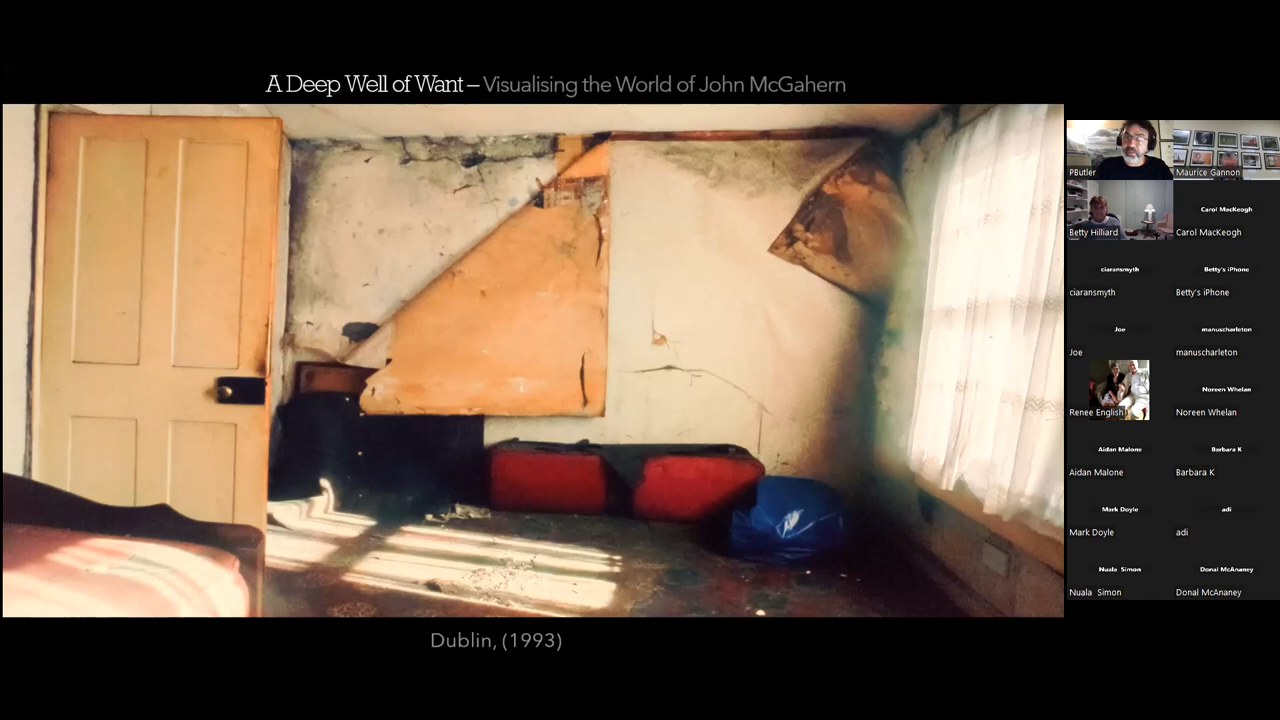 A Deep Well of Want – Visualising the World of John McGahern
Dublin, (1993)
PButler
Maurice Gannon
Betty Hilliard
Carol MacKeogh
Carol MacKeogh
ciaransmyth
ciaransmyth
Betty's iPhone
Betty's iPhone
Joe
Joe
manuscharleton
manuscharleton
Renee English
Noreen Whelan
Noreen Whelan
Aidan Malone
Aidan Malone
Barbara K
Barbara K
Mark Doyle
Mark Doyle
adi
adi
Nuala Simon
Nuala Simon
Donal McAnaney
Donal McAnaney